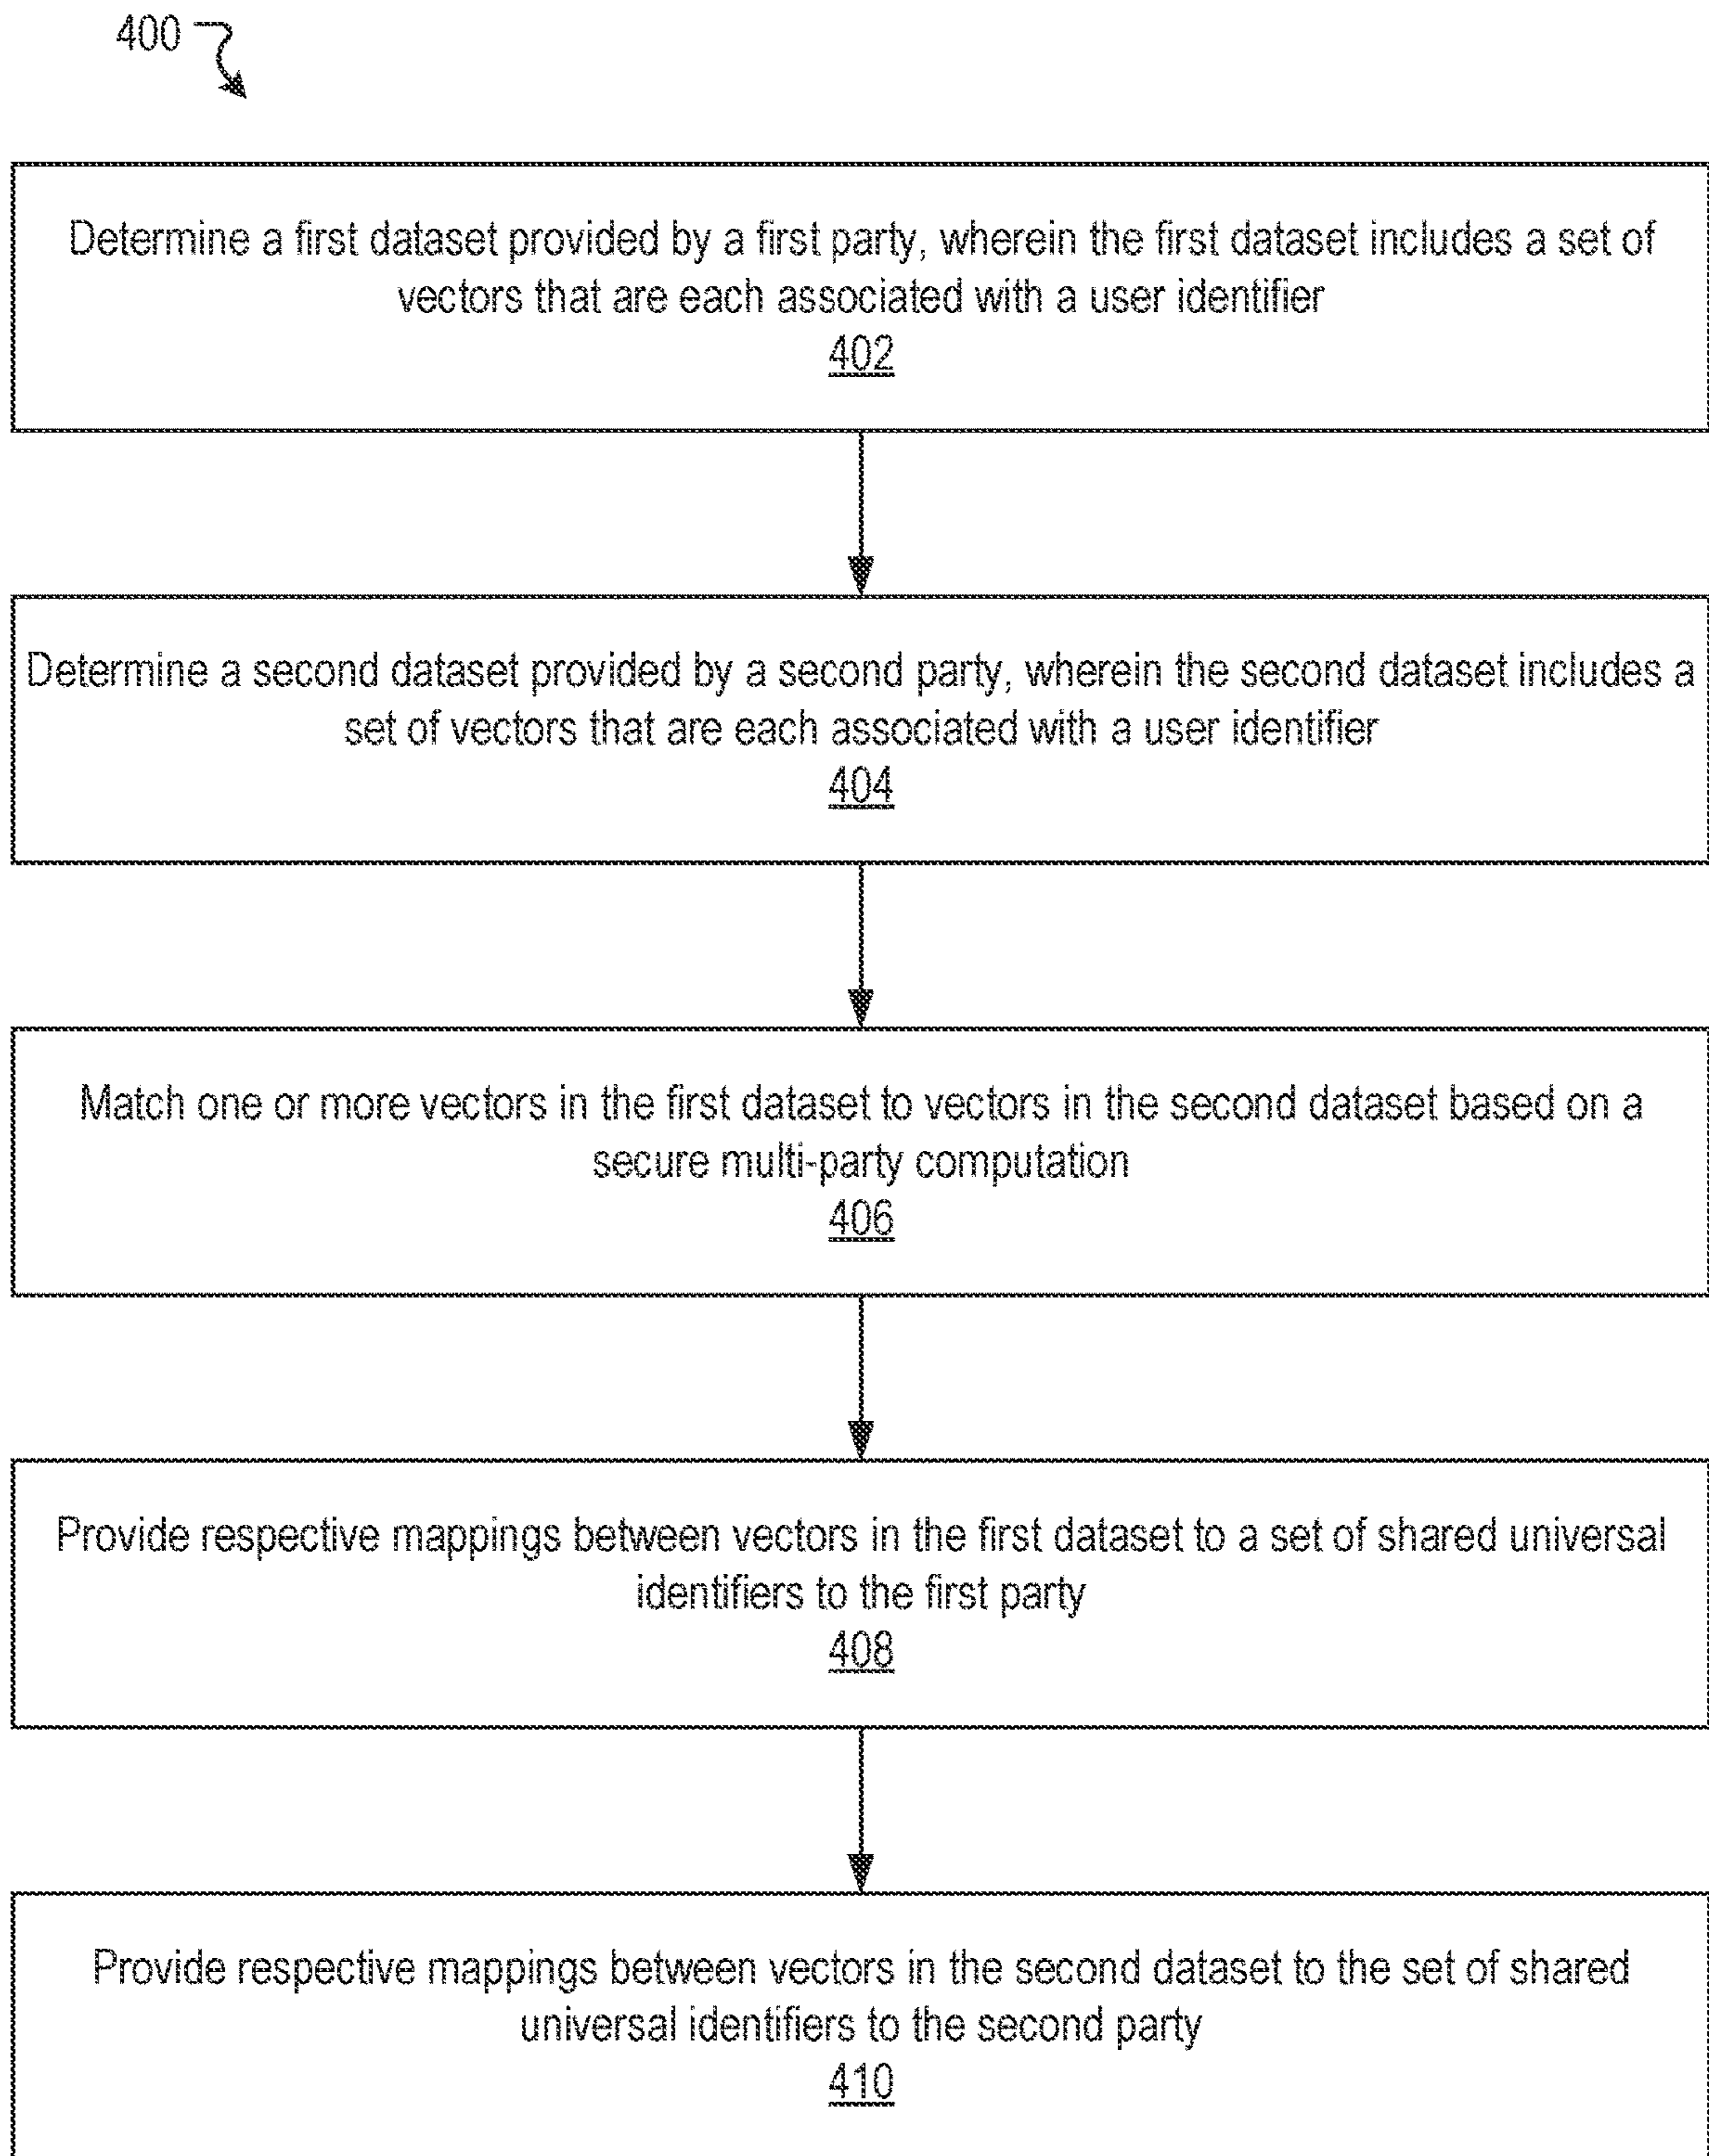 400
Determine a first dataset provided by a first party, wherein the first dataset includes a set of
vectors that are each associated with a user identifier
402
Determine a second dataset provided by a second party, wherein the second dataset includes a
set of vectors that are each associated with a user identifier
404
Match one or more vectors in the first dataset to vectors in the second dataset based on a
secure multi-party computation
406
Provide respective mappings between vectors in the first dataset to a set of shared universal
identifiers to the first party
408
Provide respective mappings between vectors in the second dataset to the set of shared
universal identifiers to the second party
410